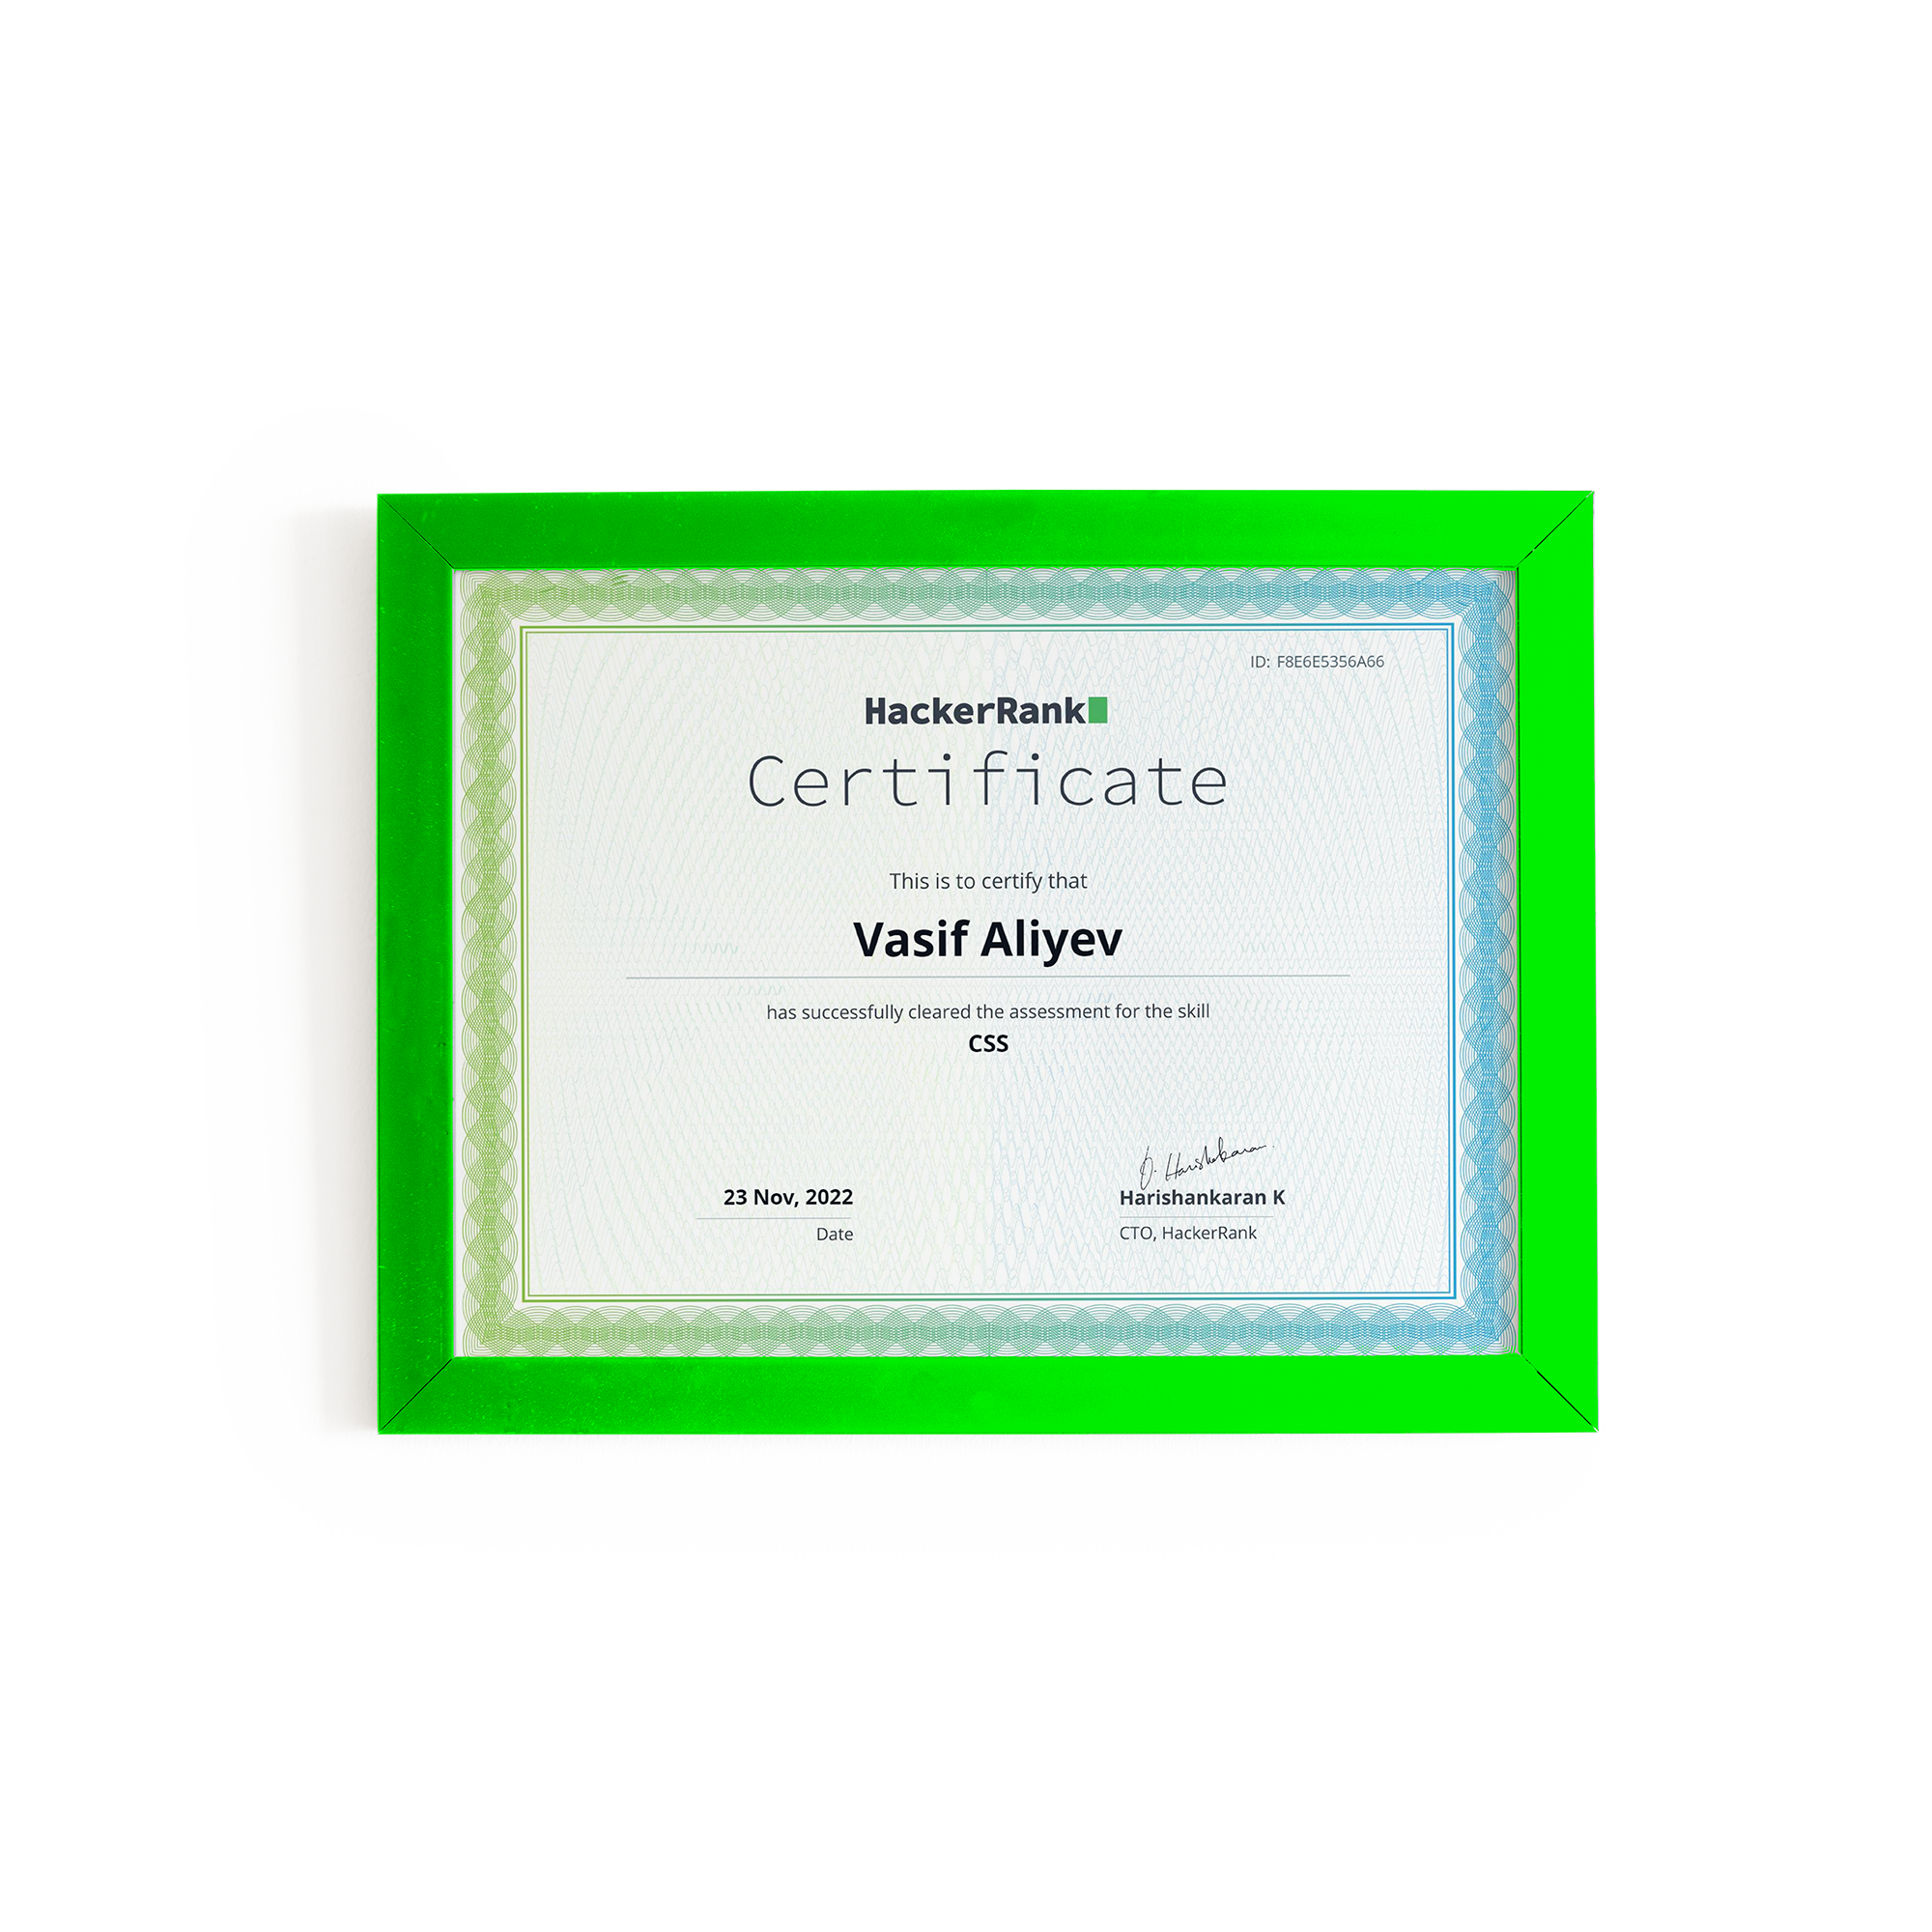 ID: F8E6E5356A66
HackerRank
Certificate
This is to certify that
Vasif Aliyev
has successfully cleared the assessment for the skill
CSS
23 Nov, 2022
Date
Harishankaran K
CTO, HackerRank